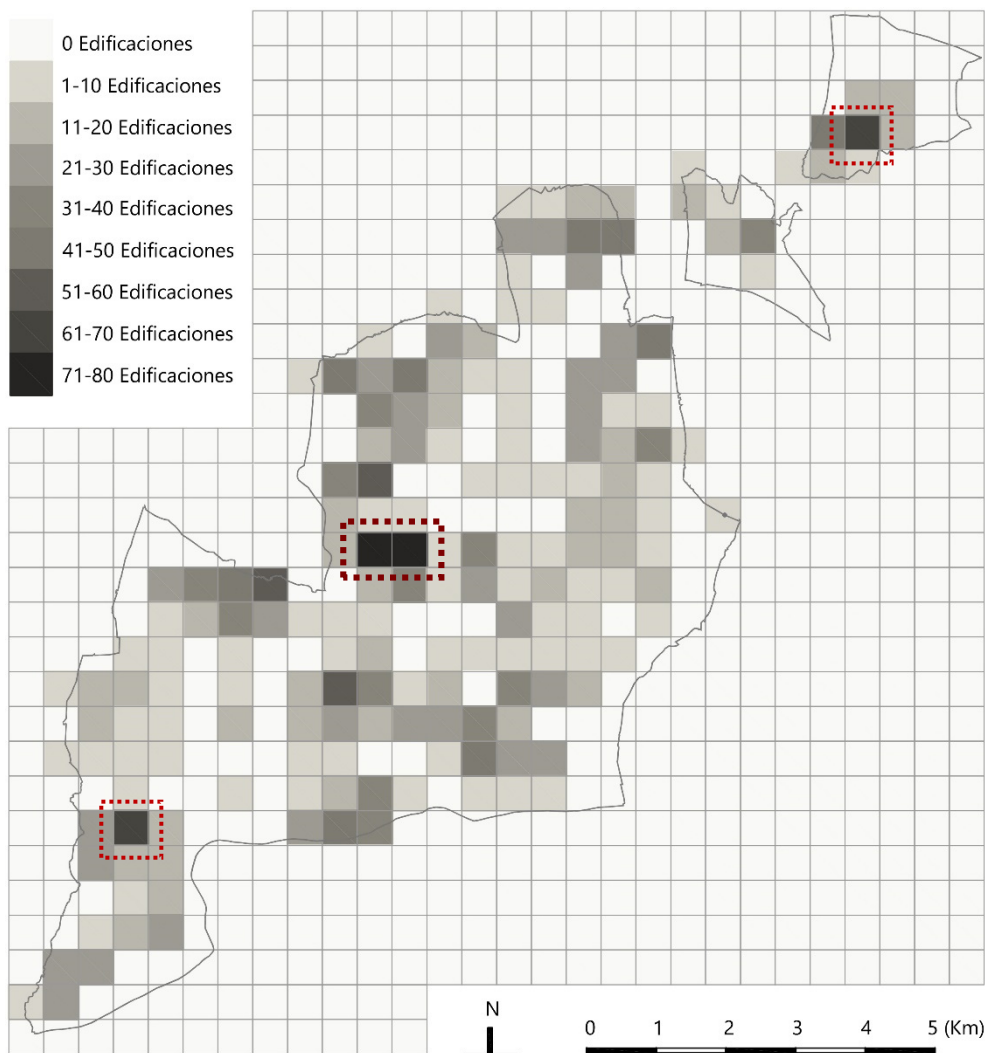 0 Edificaciones
1-10 Edificaciones
11-20 Edificaciones
21-30 Edificaciones
31-40 Edificaciones
41-50 Edificaciones
51-60 Edificaciones
61-70 Edificaciones
71-80 Edificaciones
N
0 1 2 3 4 5 (Km)